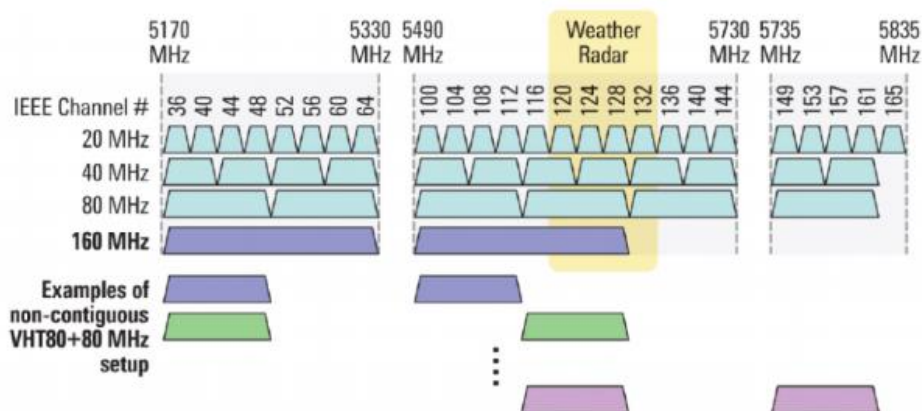 5170 MHz 5330 MHz 5490 MHz Weather Radar 5730 MHz 5735 MHz 5835 MHz
IEEE Channel # 36 40 44 48 52 56 60 64 100 104 108 112 116 120 124 128 132 136 140 144 149 153 157 161 165
20 MHz
40 MHz
80 MHz
160 MHz
Examples of
non-contiguous
VHT80+80 MHz
setup